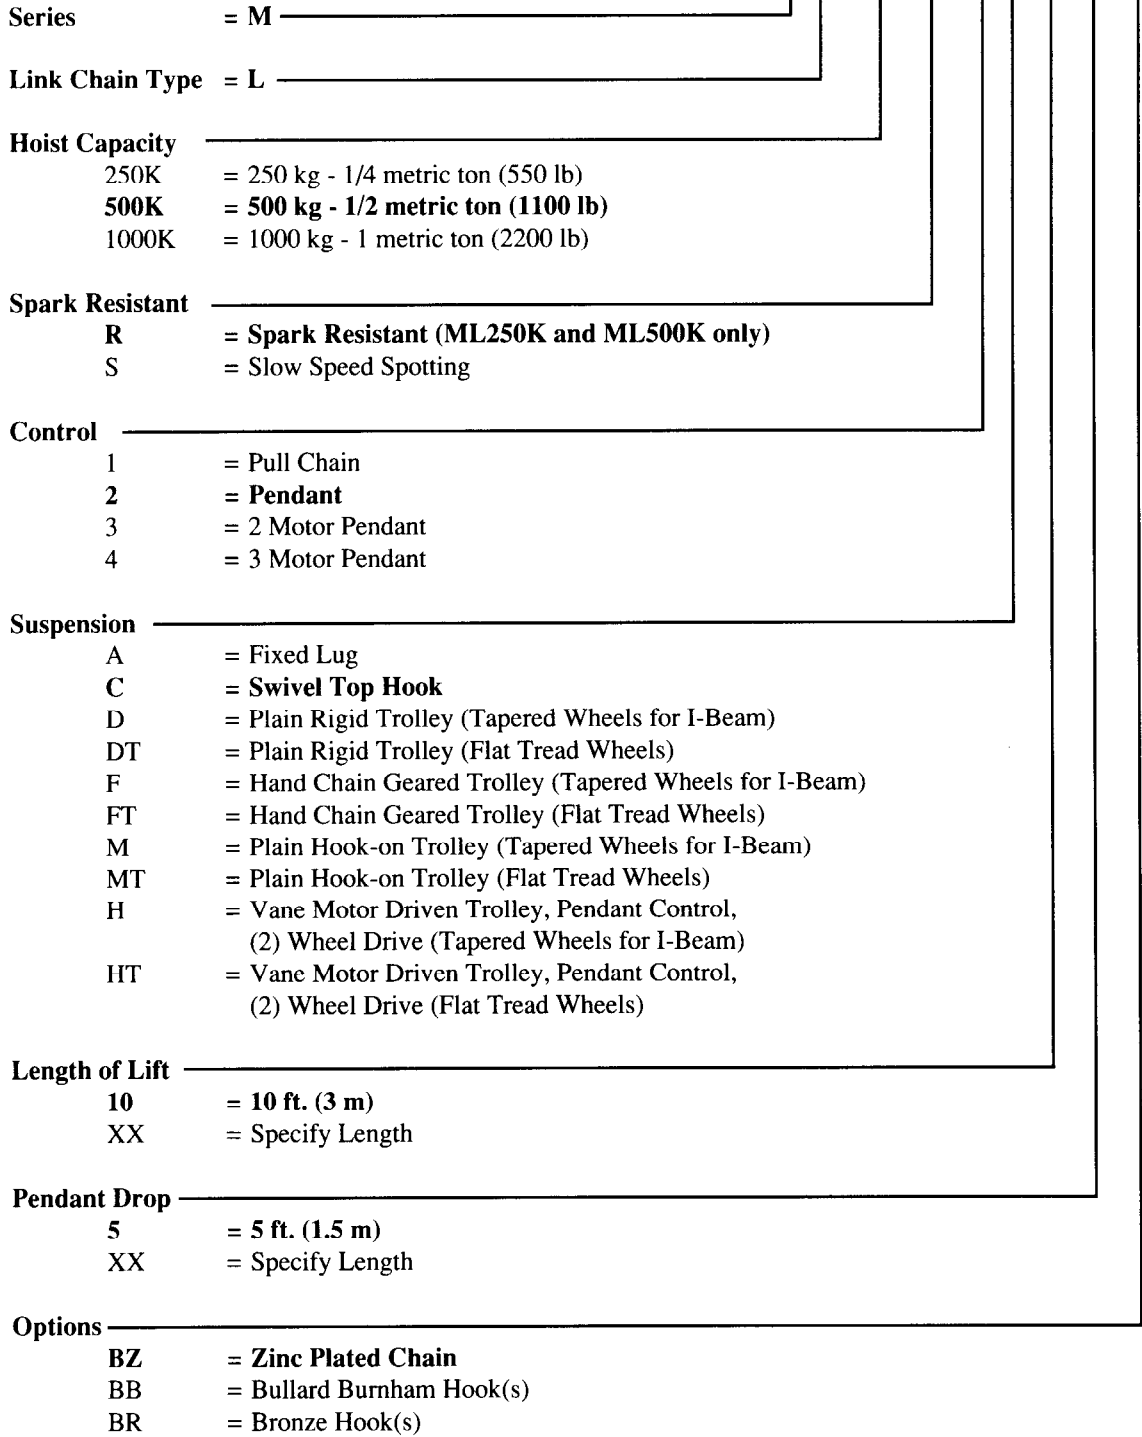 Series = M
Link Chain Type = L
Hoist Capacity
250K = 250 kg - 1/4 metric ton (550 lb)
500K = 500 kg - 1/2 metric ton (1100 lb)
1000K = 1000 kg - 1 metric ton (2200 lb)
Spark Resistant
R = Spark Resistant (ML250K and ML500K only)
S = Slow Speed Spotting
Control
1 = Pull Chain
2 = Pendant
3 = 2 Motor Pendant
4 = 3 Motor Pendant
Suspension
A = Fixed Lug
C = Swivel Top Hook
D = Plain Rigid Trolley (Tapered Wheels for I-Beam)
DT = Plain Rigid Trolley (Flat Tread Wheels)
F = Hand Chain Geared Trolley (Tapered Wheels for I-Beam)
FT = Hand Chain Geared Trolley (Flat Tread Wheels)
M = Plain Hook-on Trolley (Tapered Wheels for I-Beam)
MT = Plain Hook-on Trolley (Flat Tread Wheels)
H = Vane Motor Driven Trolley, Pendant Control,
(2) Wheel Drive (Tapered Wheels for I-Beam)
HT = Vane Motor Driven Trolley, Pendant Control,
(2) Wheel Drive (Flat Tread Wheels)
Length of Lift
10 = 10 ft. (3 m)
XX = Specify Length
Pendant Drop
5 = 5 ft. (1.5 m)
XX = Specify Length
Options
BZ = Zinc Plated Chain
BB = Bullard Burnham Hook(s)
BR = Bronze Hook(s)